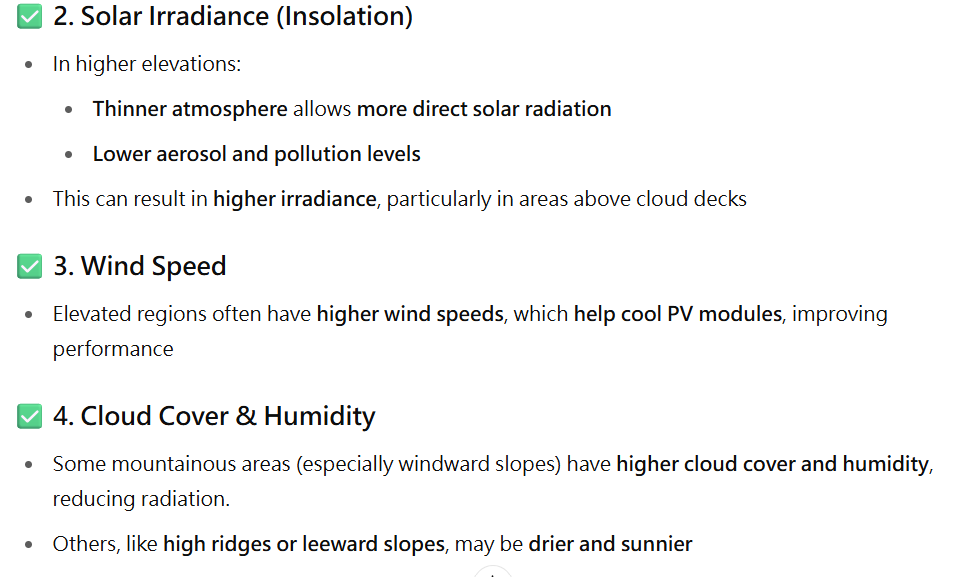 ✅ 2. Solar Irradiance (Insolation)
• In higher elevations:
• Thinner atmosphere allows more direct solar radiation
• Lower aerosol and pollution levels
• This can result in higher irradiance, particularly in areas above cloud decks
✅ 3. Wind Speed
• Elevated regions often have higher wind speeds, which help cool PV modules, improving
performance
✅ 4. Cloud Cover & Humidity
• Some mountainous areas (especially windward slopes) have higher cloud cover and humidity,
reducing radiation.
• Others, like high ridges or leeward slopes, may be drier and sunnier